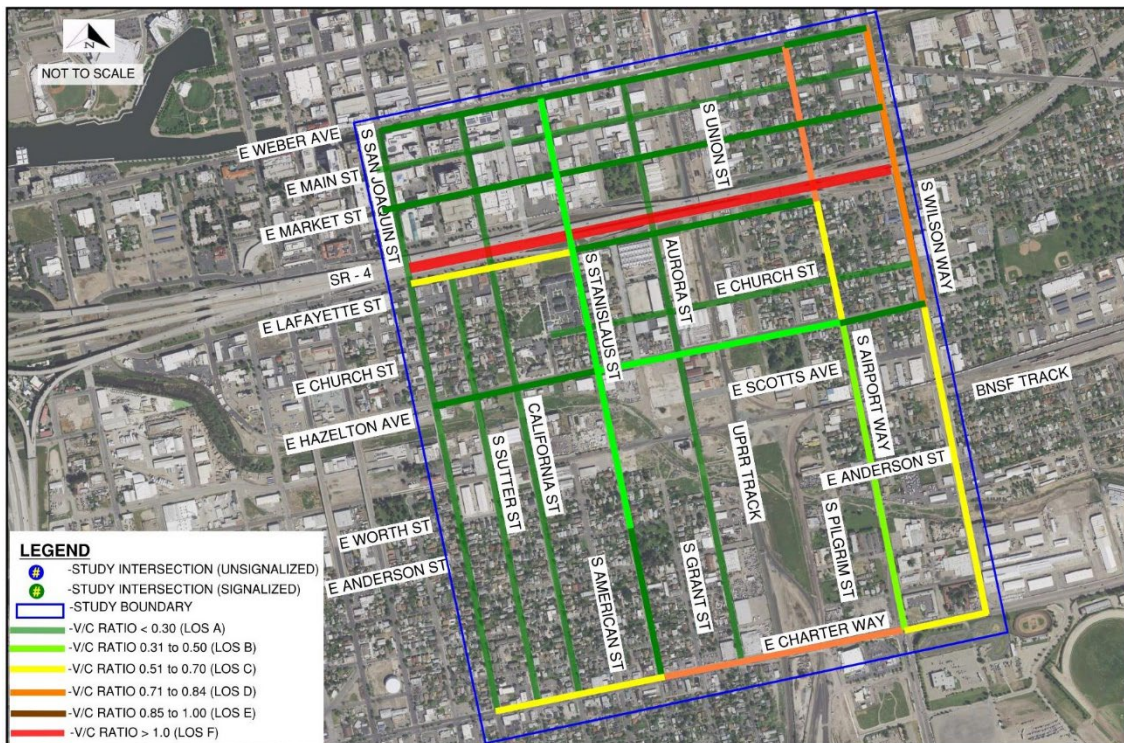 N
NOT TO SCALE
E WEBER AVE
E MAIN ST
E MARKET ST
S SAN JOAQUIN ST
SR - 4
E LAFAYETTE ST
E CHURCH ST
E HAZELTON AVE
E WORTH ST
E ANDERSON ST
S UNION ST
S WILSON WAY
S STANISLAUS ST
AURORA ST
E CHURCH ST
E SCOTTS AVE
S AIRPORT WAY
BNSF TRACK
CALIFORNIA ST
S SUTTER ST
UPRR TRACK
E ANDERSON ST
S PILGRIM ST
S AMERICAN ST
S GRANT ST
E CHARTER WAY
LEGEND
# -STUDY INTERSECTION (UNSIGNALIZED)
# -STUDY INTERSECTION (SIGNALIZED)
-STUDY BOUNDARY
-V/C RATIO < 0.30 (LOS A)
-V/C RATIO 0.31 to 0.50 (LOS B)
-V/C RATIO 0.51 to 0.70 (LOS C)
-V/C RATIO 0.71 to 0.84 (LOS D)
-V/C RATIO 0.85 to 1.00 (LOS E)
-V/C RATIO > 1.0 (LOS F)